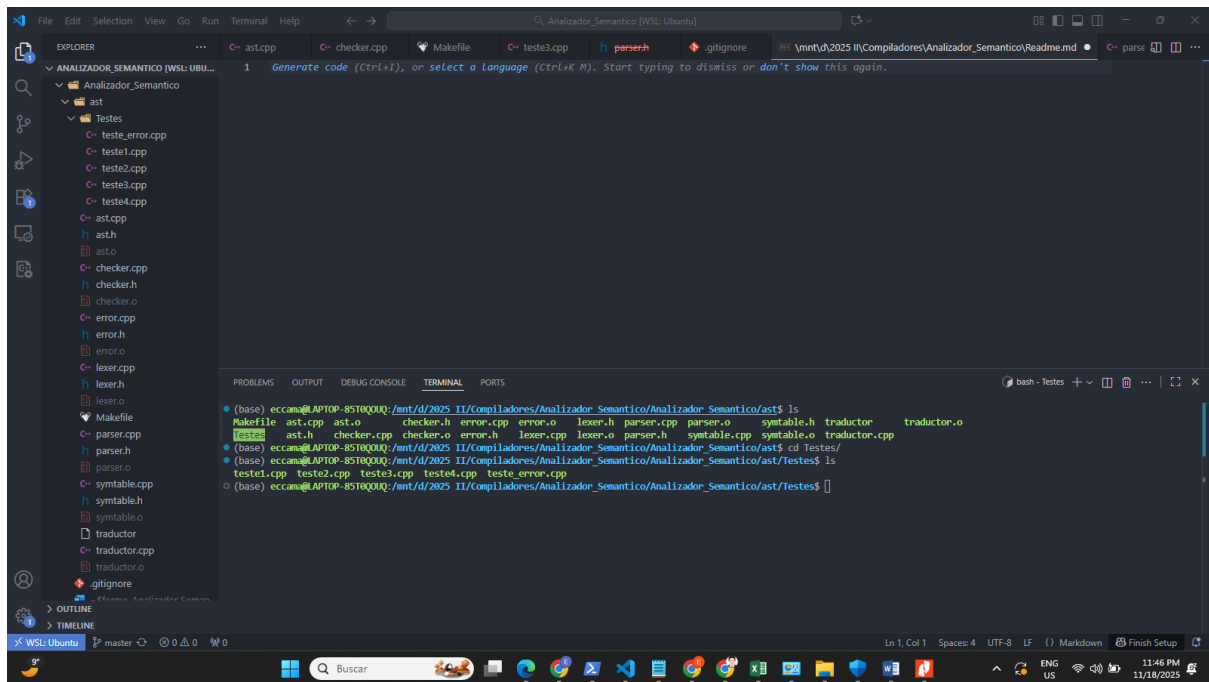 File Edit Selection View Go Run Terminal Help
Analizador_Semantico [WSL: Ubuntu]
EXPLORER
ast.cpp checker.cpp Makefile teste3.cpp parser.h .gitignore \mnt\d\2025 II\Compiladores\Analizador_Semantico\Readme.md parse
ANALIZADOR_SEMANTICO [WSL: UBU...
1 Generate code (Ctrl+I), or select a language (Ctrl+K M). Start typing to dismiss or don't show this again.
Analizador_Semantico
ast
Testes
teste_error.cpp
teste1.cpp
teste2.cpp
teste3.cpp
teste4.cpp
ast.cpp
ast.h
ast.o
checker.cpp
checker.h
checker.o
error.cpp
error.h
error.o
lexer.cpp
lexer.h
lexer.o
Makefile
parser.cpp
parser.h
parser.o
symtable.cpp
symtable.h
symtable.o
traductor
traductor.cpp
traductor.o
.gitignore
OUTLINE
TIMELINE
PROBLEMS OUTPUT DEBUG CONSOLE TERMINAL PORTS
bash - Testes
(base) eccama@LAPTOP-85T0QOUQ:/mnt/d/2025 II/Compiladores/Analizador_Semantico/Analizador_Semantico/ast$ ls
Makefile ast.cpp ast.o checker.h error.cpp error.o lexer.h parser.cpp parser.o symtable.h traductor traductor.o
Testes ast.h checker.cpp checker.o error.h lexer.cpp lexer.o parser.h symtable.cpp symtable.o traductor.cpp
(base) eccama@LAPTOP-85T0QOUQ:/mnt/d/2025 II/Compiladores/Analizador_Semantico/Analizador_Semantico/ast$ cd Testes/
(base) eccama@LAPTOP-85T0QOUQ:/mnt/d/2025 II/Compiladores/Analizador_Semantico/Analizador_Semantico/ast/Testes$ ls
teste1.cpp teste2.cpp teste3.cpp teste4.cpp teste_error.cpp
(base) eccama@LAPTOP-85T0QOUQ:/mnt/d/2025 II/Compiladores/Analizador_Semantico/Analizador_Semantico/ast/Testes$
WSL: Ubuntu master 0 0 0 Ln 1, Col 1 Spaces: 4 UTF-8 LF {} Markdown Finish Setup
9°
Buscar
ENG
US
11:46 PM
11/18/2025